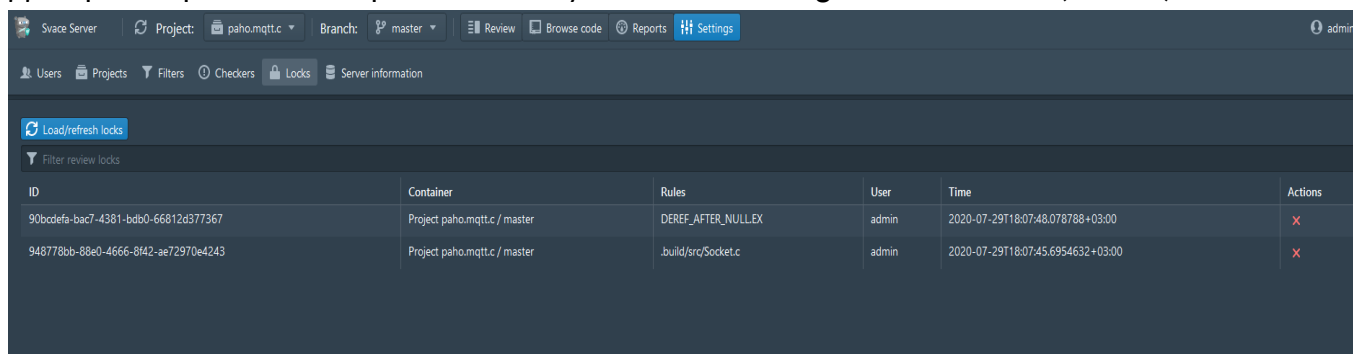 Svace Server Project: paho.mqtt.c Branch: master Review Browse code Reports Settings admin
Users Projects Filters Checkers Locks Server information
Load/refresh locks
Filter review locks
ID Container Rules User Time Actions
90bcdefa-bac7-4381-bdb0-66812d377367 Project paho.mqtt.c / master DEREF_AFTER_NULL.EX admin 2020-07-29T18:07:48.078788+03:00 X
948778bb-88e0-4666-8f42-ae72970e4243 Project paho.mqtt.c / master .build/src/Socket.c admin 2020-07-29T18:07:45.6954632+03:00 X